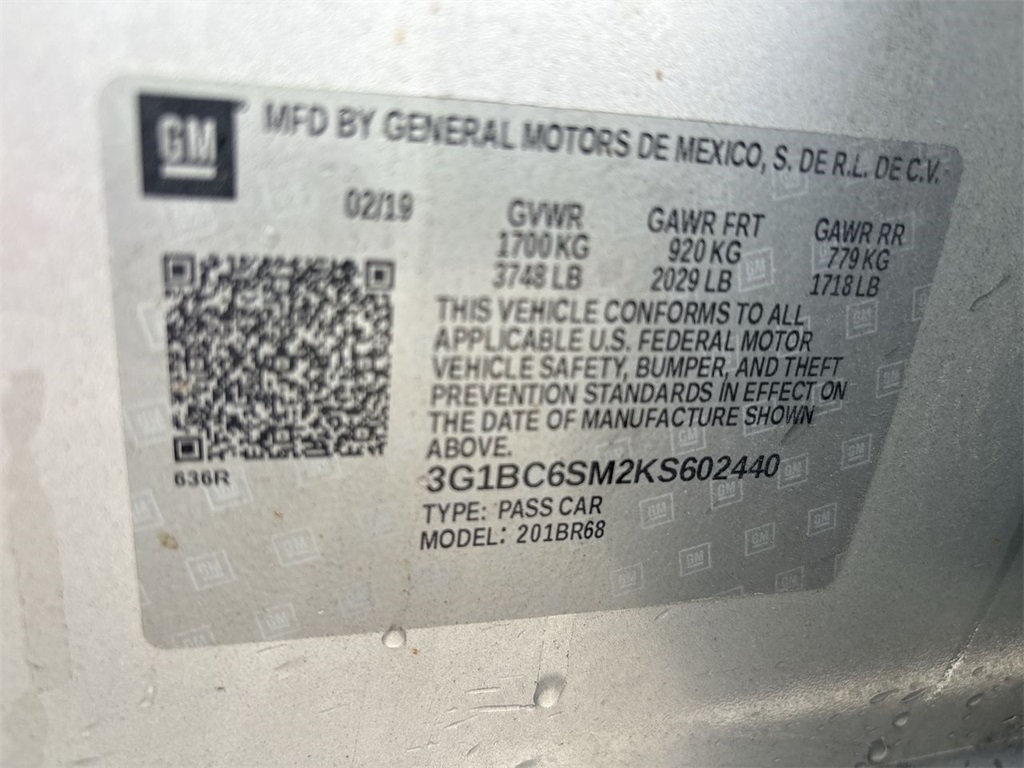 GM
MFD BY GENERAL MOTORS DE MEXICO, S. DE R.L. DE C.V.
02/19
GVWR
1700 KG
3748 LB
GAWR FRT
920 KG
2029 LB
GAWR RR
779 KG
1718 LB
THIS VEHICLE CONFORMS TO ALL
APPLICABLE U.S. FEDERAL MOTOR
VEHICLE SAFETY, BUMPER, AND THEFT
PREVENTION STANDARDS IN EFFECT ON
THE DATE OF MANUFACTURE SHOWN
ABOVE.
636R
3G1BC6SM2KS602440
TYPE: PASS CAR
MODEL: 201BR68